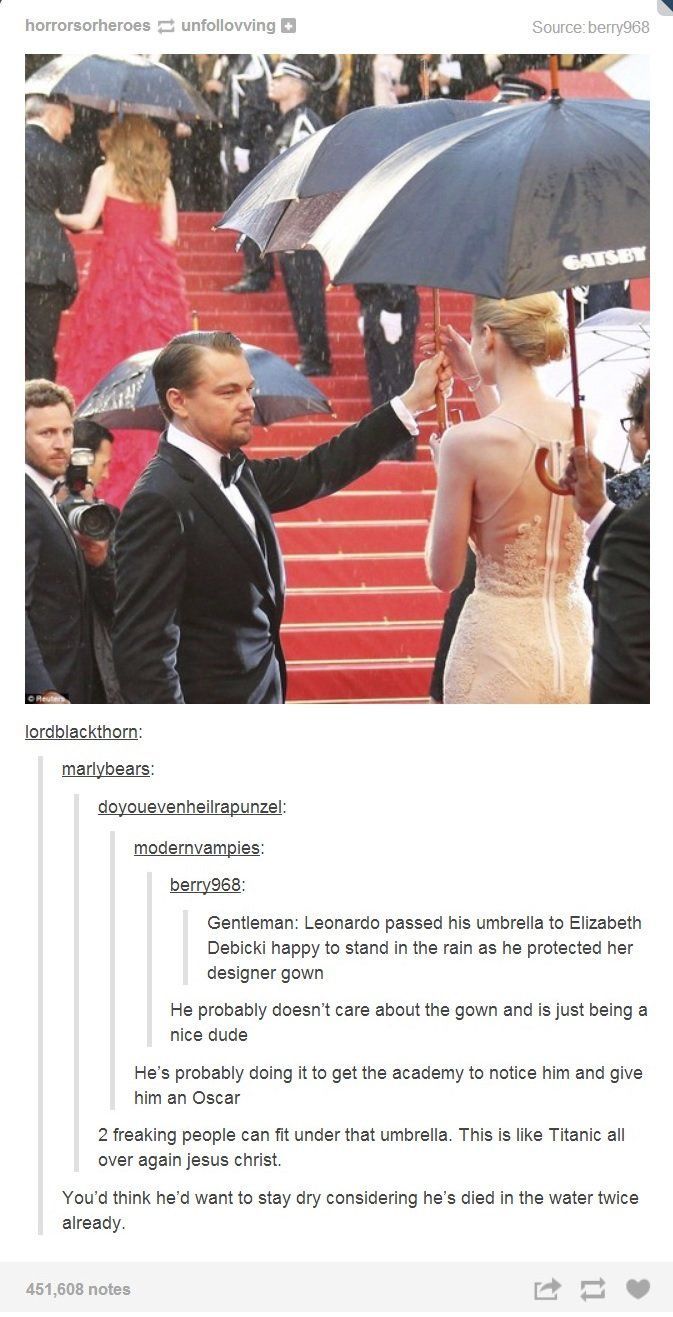 horrorsorheroes unfollovving
Source: berry968
GATSBY
© Reuters
lordblackthorn:
marlybears:
doyouevenheilrapunzel:
modernvampies:
berry968:
Gentleman: Leonardo passed his umbrella to Elizabeth
Debicki happy to stand in the rain as he protected her
designer gown
He probably doesn't care about the gown and is just being a
nice dude
He's probably doing it to get the academy to notice him and give
him an Oscar
2 freaking people can fit under that umbrella. This is like Titanic all
over again jesus christ.
You'd think he'd want to stay dry considering he's died in the water twice
already.
451,608 notes